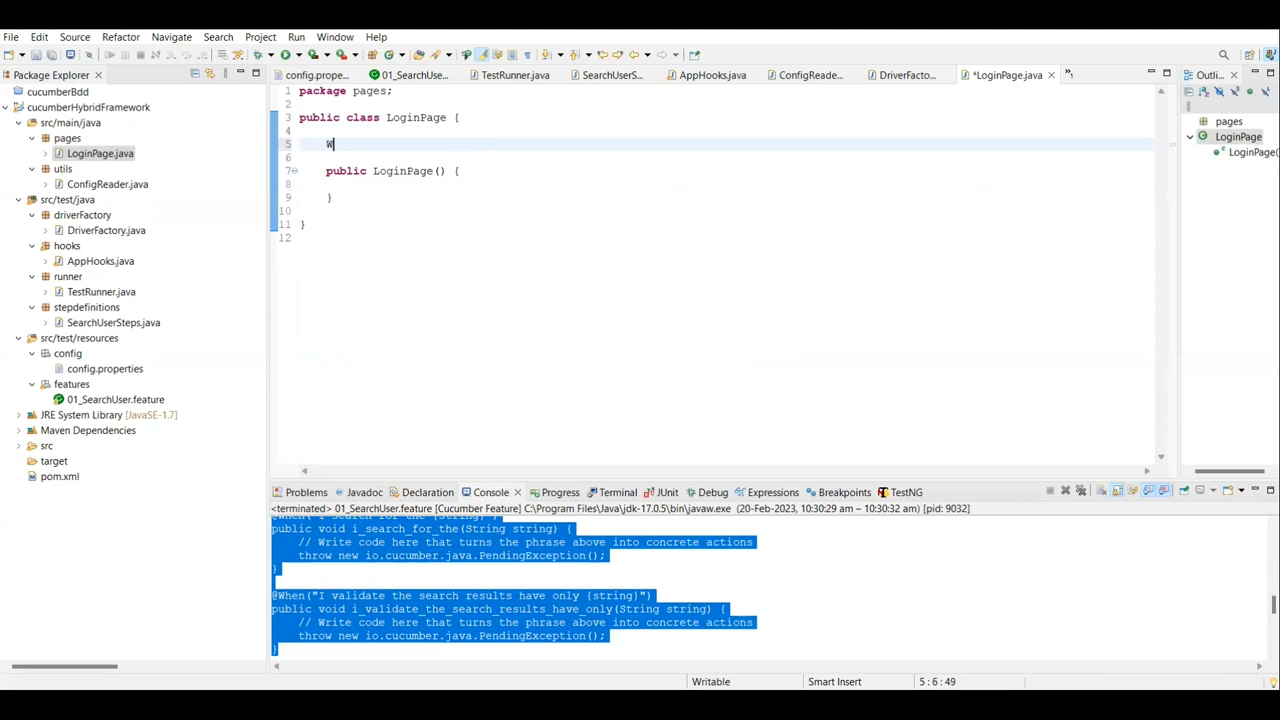 File Edit Source Refactor Navigate Search Project Run Window Help
Package Explorer
config.prope...
01_SearchUse...
TestRunner.java
SearchUserS...
AppHooks.java
ConfigReade...
DriverFacto...
*LoginPage.java
Outli...
cucumberBdd
cucumberHybridFramework
src/main/java
pages
LoginPage.java
utils
ConfigReader.java
src/test/java
driverFactory
DriverFactory.java
hooks
AppHooks.java
runner
TestRunner.java
stepdefinitions
SearchUserSteps.java
src/test/resources
config
config.properties
features
01_SearchUser.feature
JRE System Library [JavaSE-1.7]
Maven Dependencies
src
target
pom.xml
1 package pages;
2
3 public class LoginPage {
4
5 W
6
7 public LoginPage() {
8
9 }
10
11 }
12
pages
LoginPage
LoginPage(
Problems Javadoc Declaration Console Progress Terminal JUnit Debug Expressions Breakpoints TestNG
<terminated> 01_SearchUser.feature [Cucumber Feature] C:\Program Files\Java\jdk-17.0.5\bin\javaw.exe (20-Feb-2023, 10:30:29 am – 10:30:32 am) [pid: 9032]
@When("I search for the {string}")
public void i_search_for_the(String string) {
// Write code here that turns the phrase above into concrete actions
throw new io.cucumber.java.PendingException();
}
@When("I validate the search results have only {string}")
public void i_validate_the_search_results_have_only(String string) {
// Write code here that turns the phrase above into concrete actions
throw new io.cucumber.java.PendingException();
}
Writable Smart Insert 5 : 6 : 49